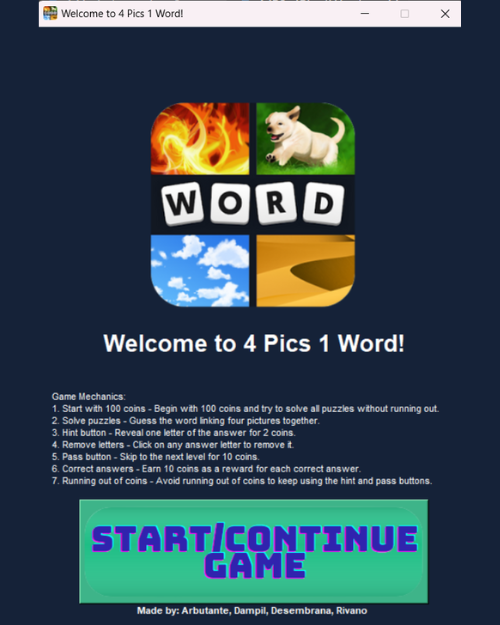 Welcome to 4 Pics 1 Word!
WORD
Welcome to 4 Pics 1 Word!
Game Mechanics:
1. Start with 100 coins - Begin with 100 coins and try to solve all puzzles without running out.
2. Solve puzzles - Guess the word linking four pictures together.
3. Hint button - Reveal one letter of the answer for 2 coins.
4. Remove letters - Click on any answer letter to remove it.
5. Pass button - Skip to the next level for 10 coins.
6. Correct answers - Earn 10 coins as a reward for each correct answer.
7. Running out of coins - Avoid running out of coins to keep using the hint and pass buttons.
START/CONTINUE
GAME
Made by: Arbutante, Dampil, Desembrana, Rivano